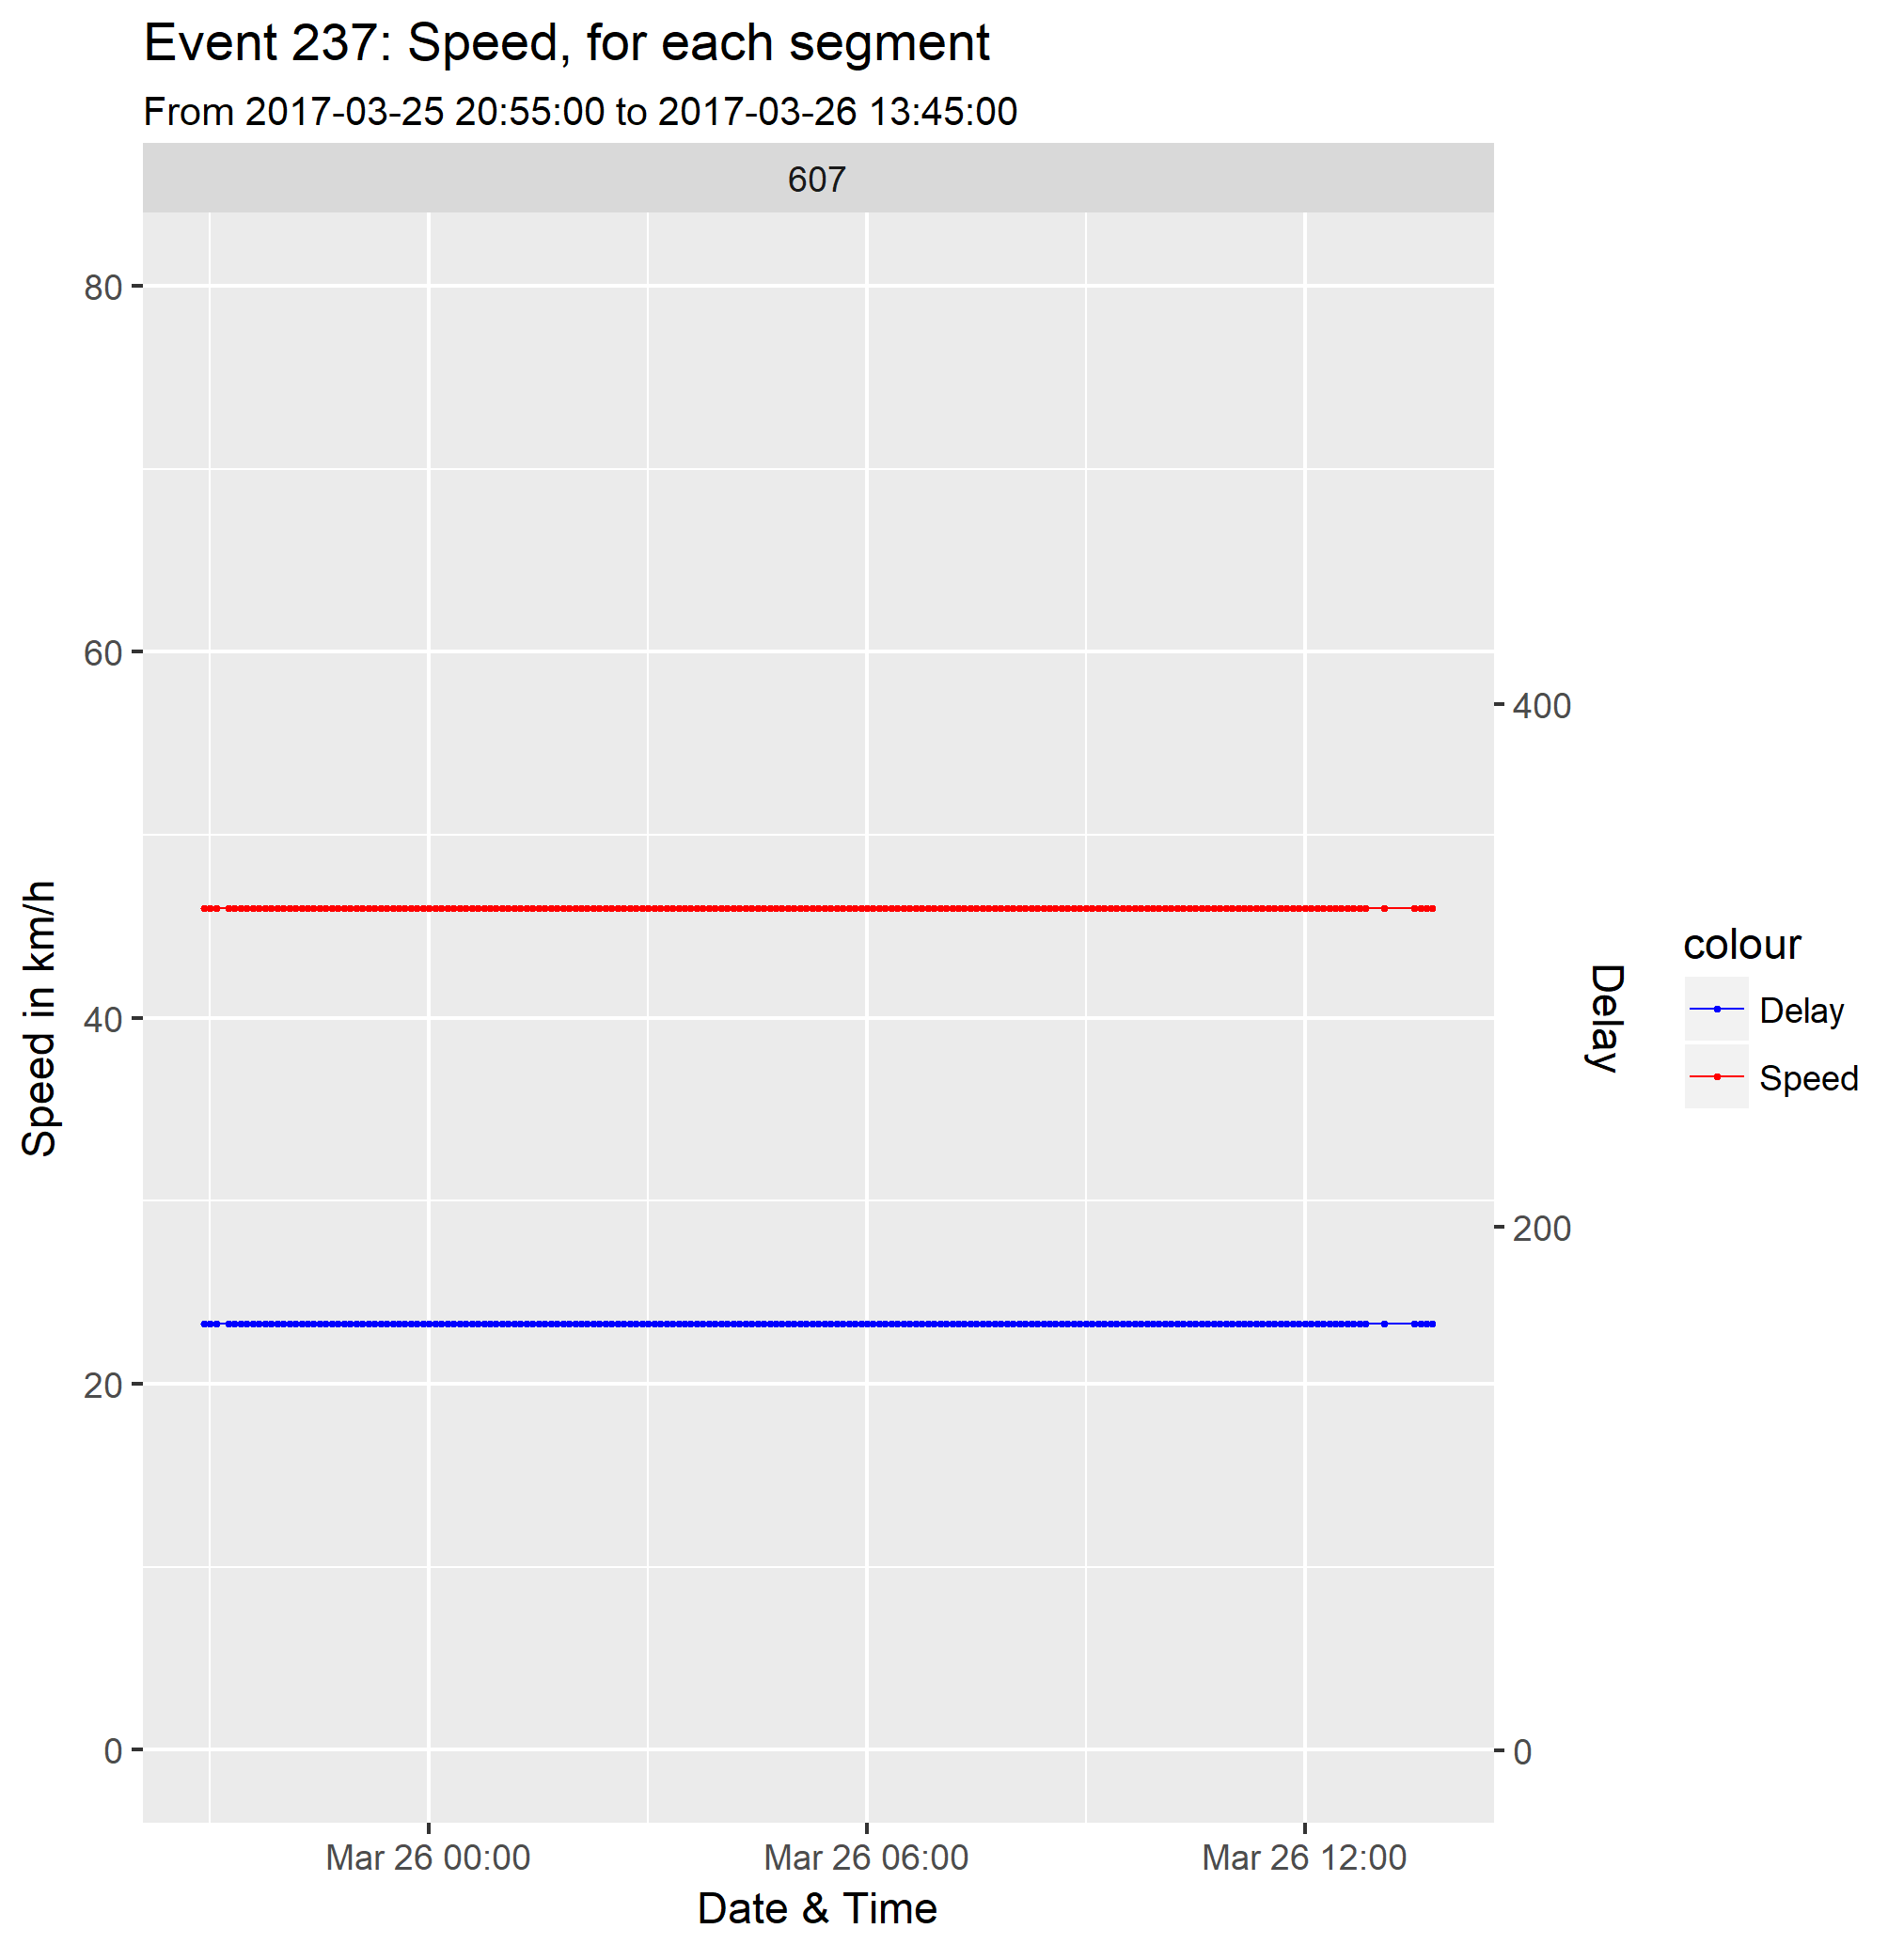 Event 237: Speed, for each segment
From 2017-03-25 20:55:00 to 2017-03-26 13:45:00
607
80
60
40
20
0
Speed in km/h
400
200
0
Delay
colour
Delay
Speed
Mar 26 00:00
Mar 26 06:00
Mar 26 12:00
Date & Time